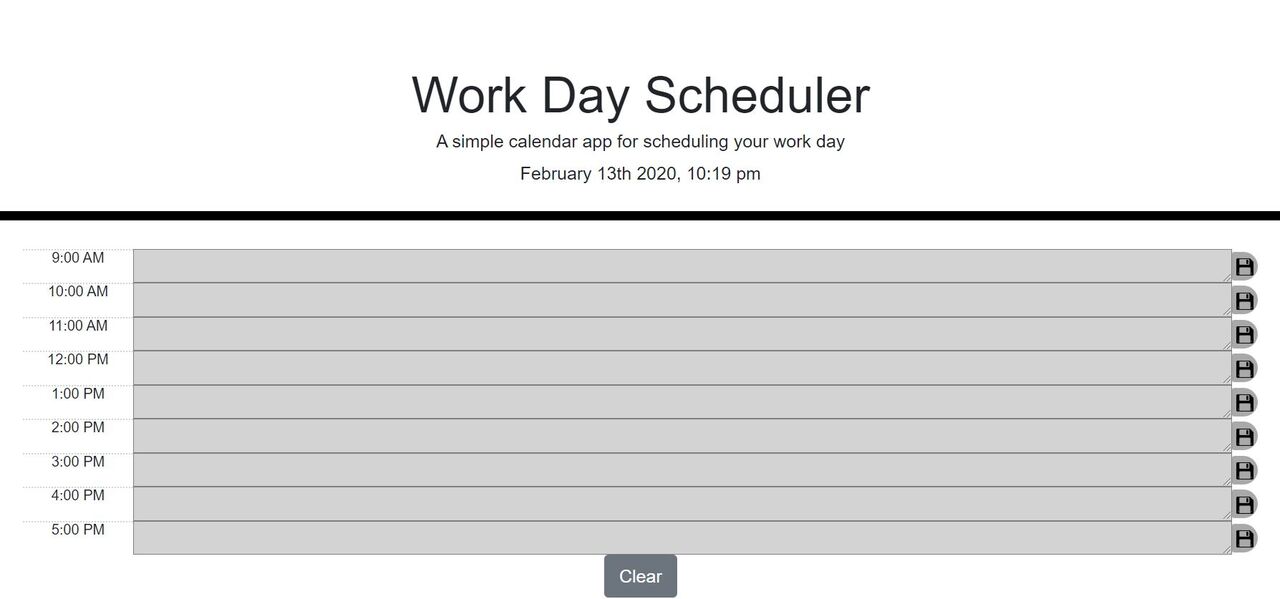 Work Day Scheduler
A simple calendar app for scheduling your work day
February 13th 2020, 10:19 pm
9:00 AM
10:00 AM
11:00 AM
12:00 PM
1:00 PM
2:00 PM
3:00 PM
4:00 PM
5:00 PM
Clear